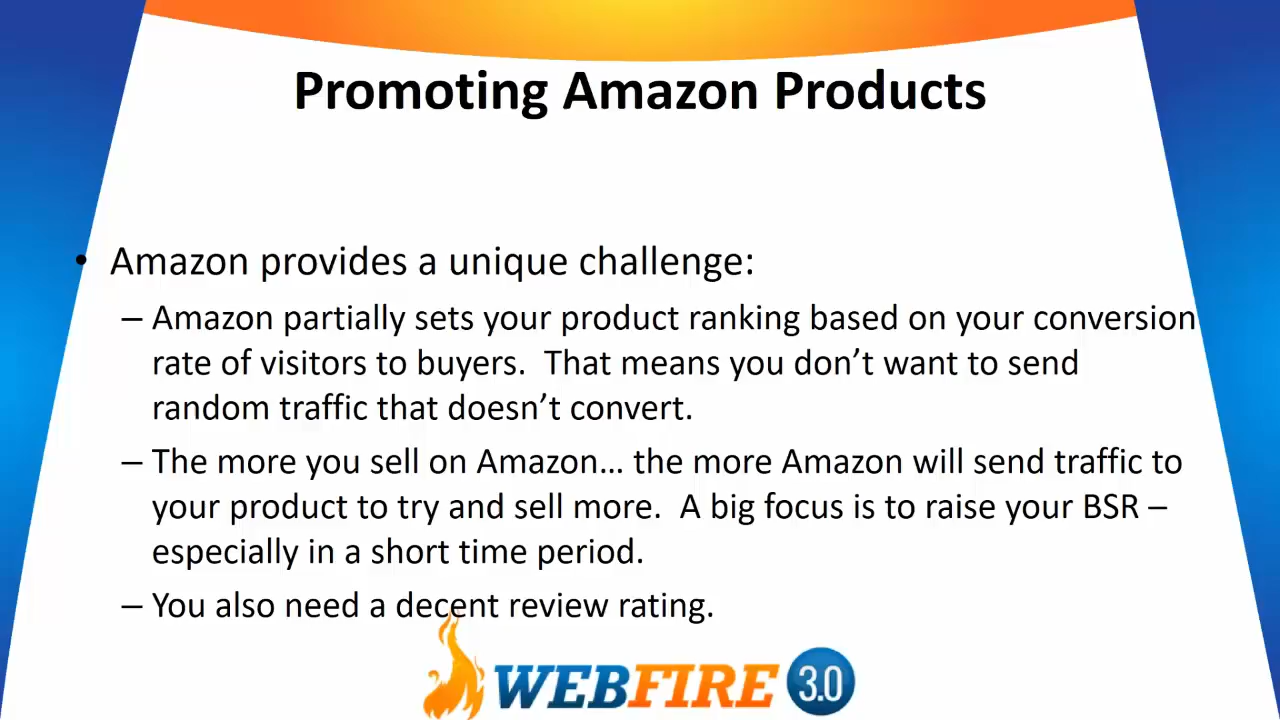 Promoting Amazon Products
• Amazon provides a unique challenge:
– Amazon partially sets your product ranking based on your conversion
rate of visitors to buyers.  That means you don’t want to send
random traffic that doesn’t convert.
– The more you sell on Amazon… the more Amazon will send traffic to
your product to try and sell more.  A big focus is to raise your BSR –
especially in a short time period.
– You also need a decent review rating.
WEBFIRE 3.0